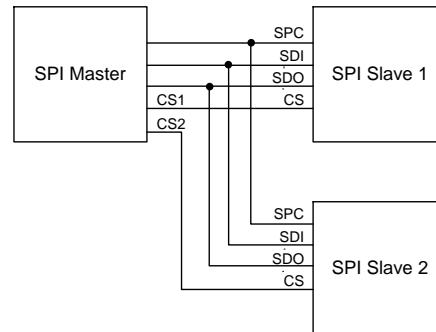 SPI Master
CS1
CS2
SPC
SDI
SDO
CS
SPI Slave 1
SPC
SDI
SDO
CS
SPI Slave 2